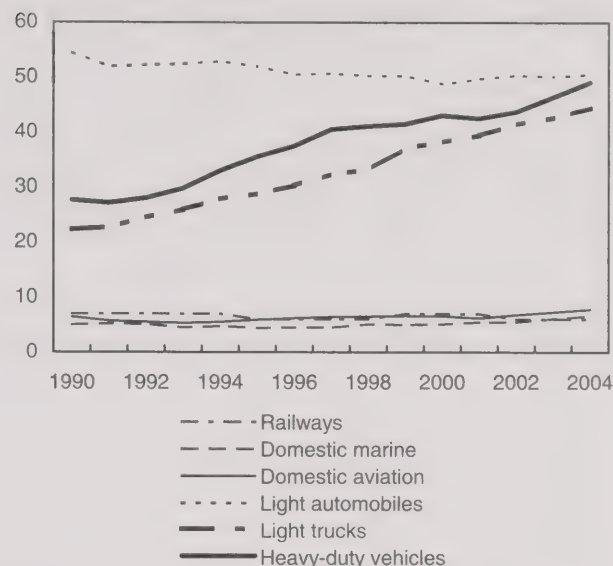 60
50
40
30
20
10
0
1990 1992 1994 1996 1998 2000 2002 2004
Railways
Domestic marine
Domestic aviation
Light automobiles
Light trucks
Heavy-duty vehicles